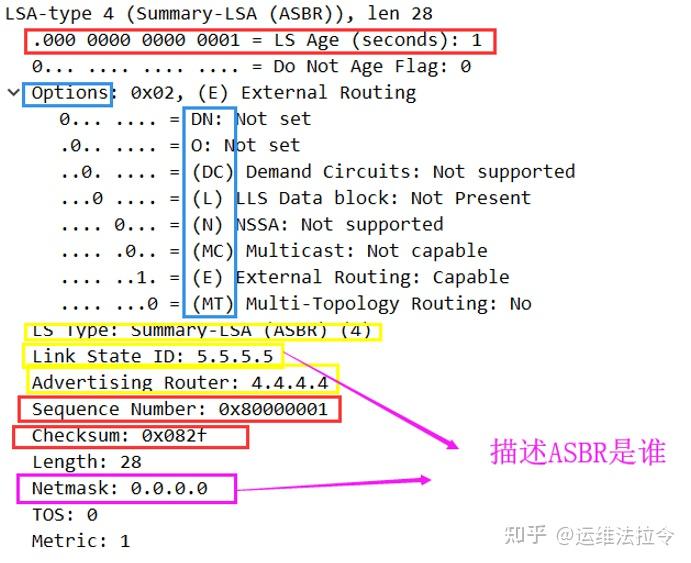 LSA-type 4 (Summary-LSA (ASBR)), len 28
.000 0000 0000 0001 = LS Age (seconds): 1
0... .... .... .... = Do Not Age Flag: 0
Options: 0x02, (E) External Routing
0... .... = DN: Not set
.0.. .... = O: Not set
..0. .... = (DC) Demand Circuits: Not supported
...0 .... = (L) LLS Data block: Not Present
.... 0... = (N) NSSA: Not supported
.... .0.. = (MC) Multicast: Not capable
.... ..1. = (E) External Routing: Capable
.... ...0 = (MT) Multi-Topology Routing: No
LS Type: Summary-LSA (ASBR) (4)
Link State ID: 5.5.5.5
Advertising Router: 4.4.4.4
Sequence Number: 0x80000001
Checksum: 0x082f
描述ASBR是谁
Length: 28
Netmask: 0.0.0.0
TOS: 0
Metric: 1
知乎 @运维法拉令